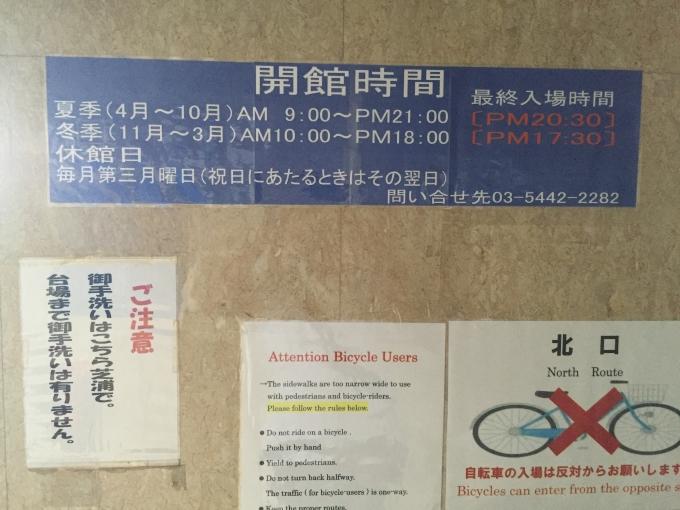 開館時間
夏季(4月～10月)AM 9:00～PM21:00
冬季(11月～3月)AM10:00～PM18:00
最終入場時間
[PM20:30]
[PM17:30]
休館日
毎月第三月曜日(祝日にあたるときはその翌日)
問い合せ先03-5442-2282
ご注意
御手洗いはこちら芝浦で。
台場まで御手洗いは有りません。
Attention Bicycle Users
→The sidewalks are too narrow wide to use
with pedestrians and bicycle-riders.
Please follow the rules below.
● Do not ride on a bicycle .
Push it by hand
● Yield to pedestrians.
● Do not turn back halfway.
The traffic ( for bicycle-users ) is one-way.
● Keep the proper routes.
北 口
North Route
自転車の入場は反対からお願いします
Bicycles can enter from the opposite s